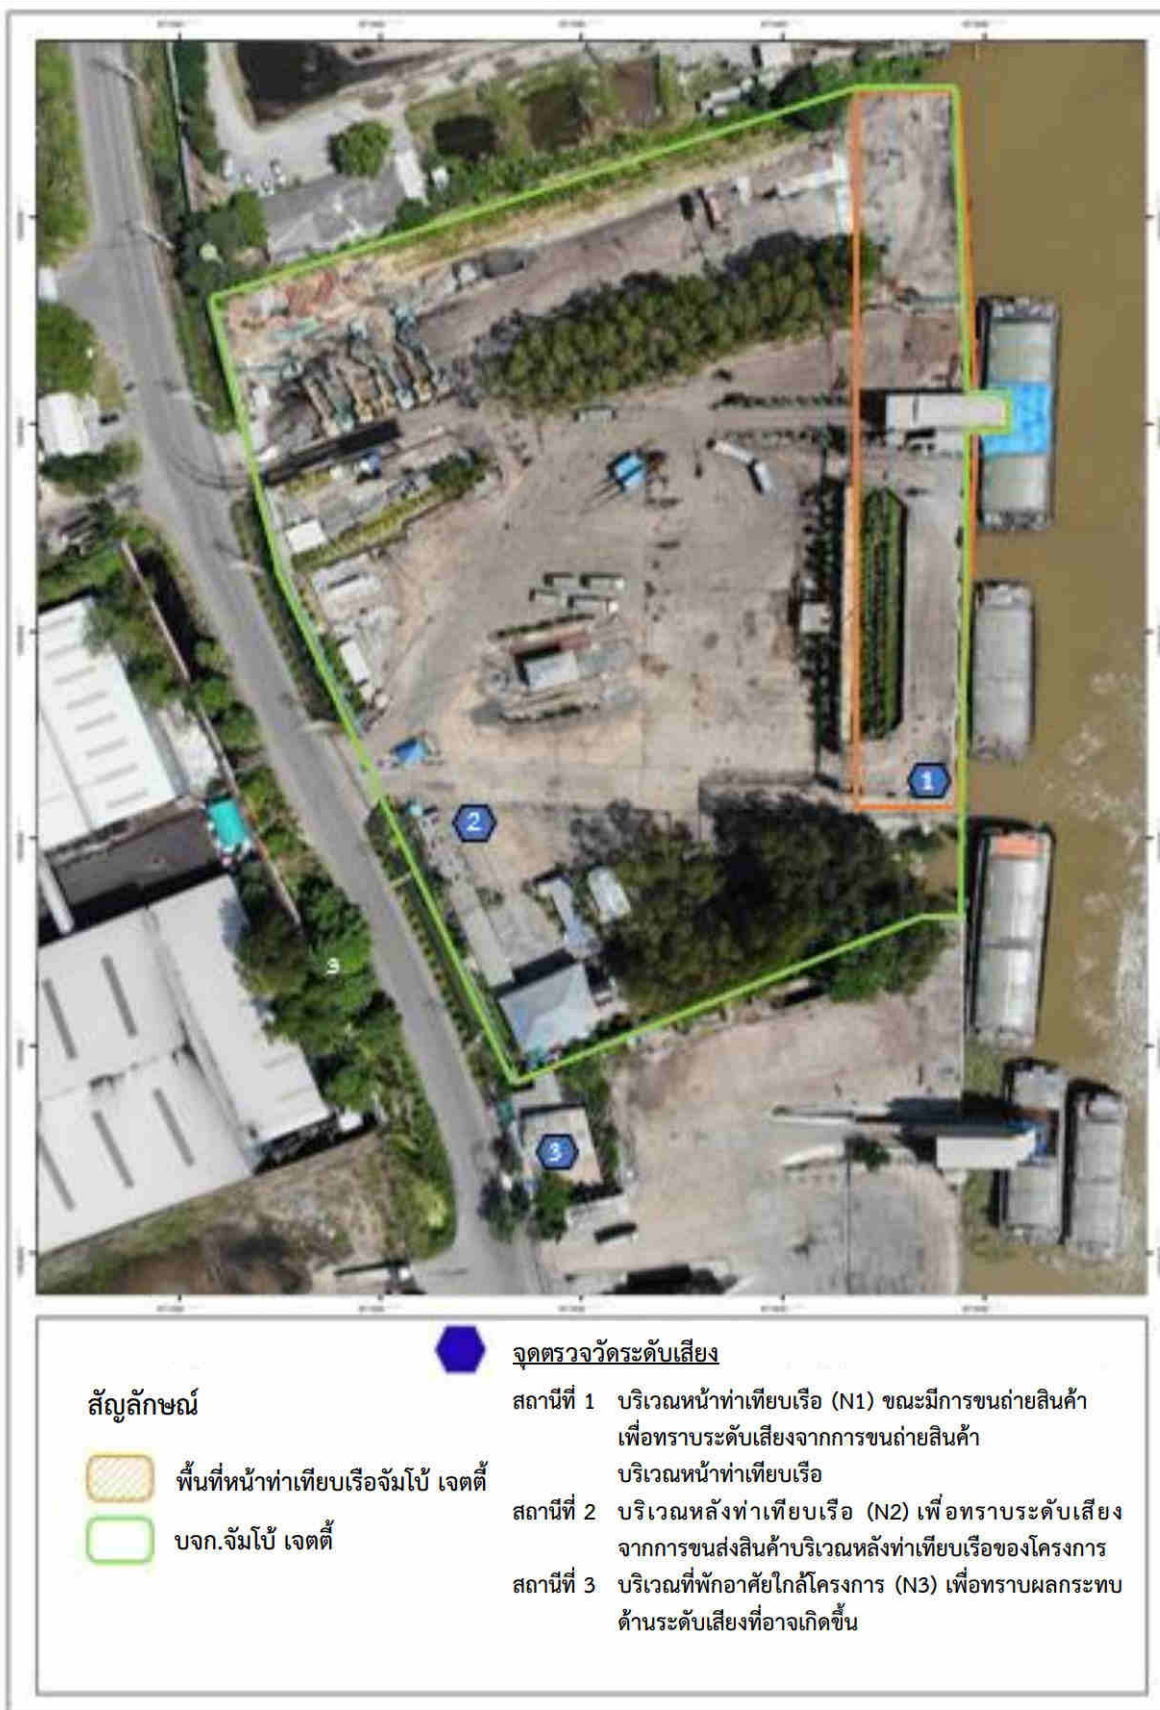 1
2
3
จุดตรวจวัดระดับเสียง
สัญลักษณ์
พื้นที่หน้าท่าเทียบเรือจัมโบ้ เจตตี้
บจก.จัมโบ้ เจตตี้
สถานีที่ 1 บริเวณหน้าท่าเทียบเรือ (N1) ขณะมีการขนถ่ายสินค้า
เพื่อทราบระดับเสียงจากการขนถ่ายสินค้า
บริเวณหน้าท่าเทียบเรือ
สถานีที่ 2 บริเวณหลังท่าเทียบเรือ (N2) เพื่อทราบระดับเสียง
จากการขนส่งสินค้าบริเวณหลังท่าเทียบเรือของโครงการ
สถานีที่ 3 บริเวณที่พักอาศัยใกล้โครงการ (N3) เพื่อทราบผลกระทบ
ด้านระดับเสียงที่อาจเกิดขึ้น